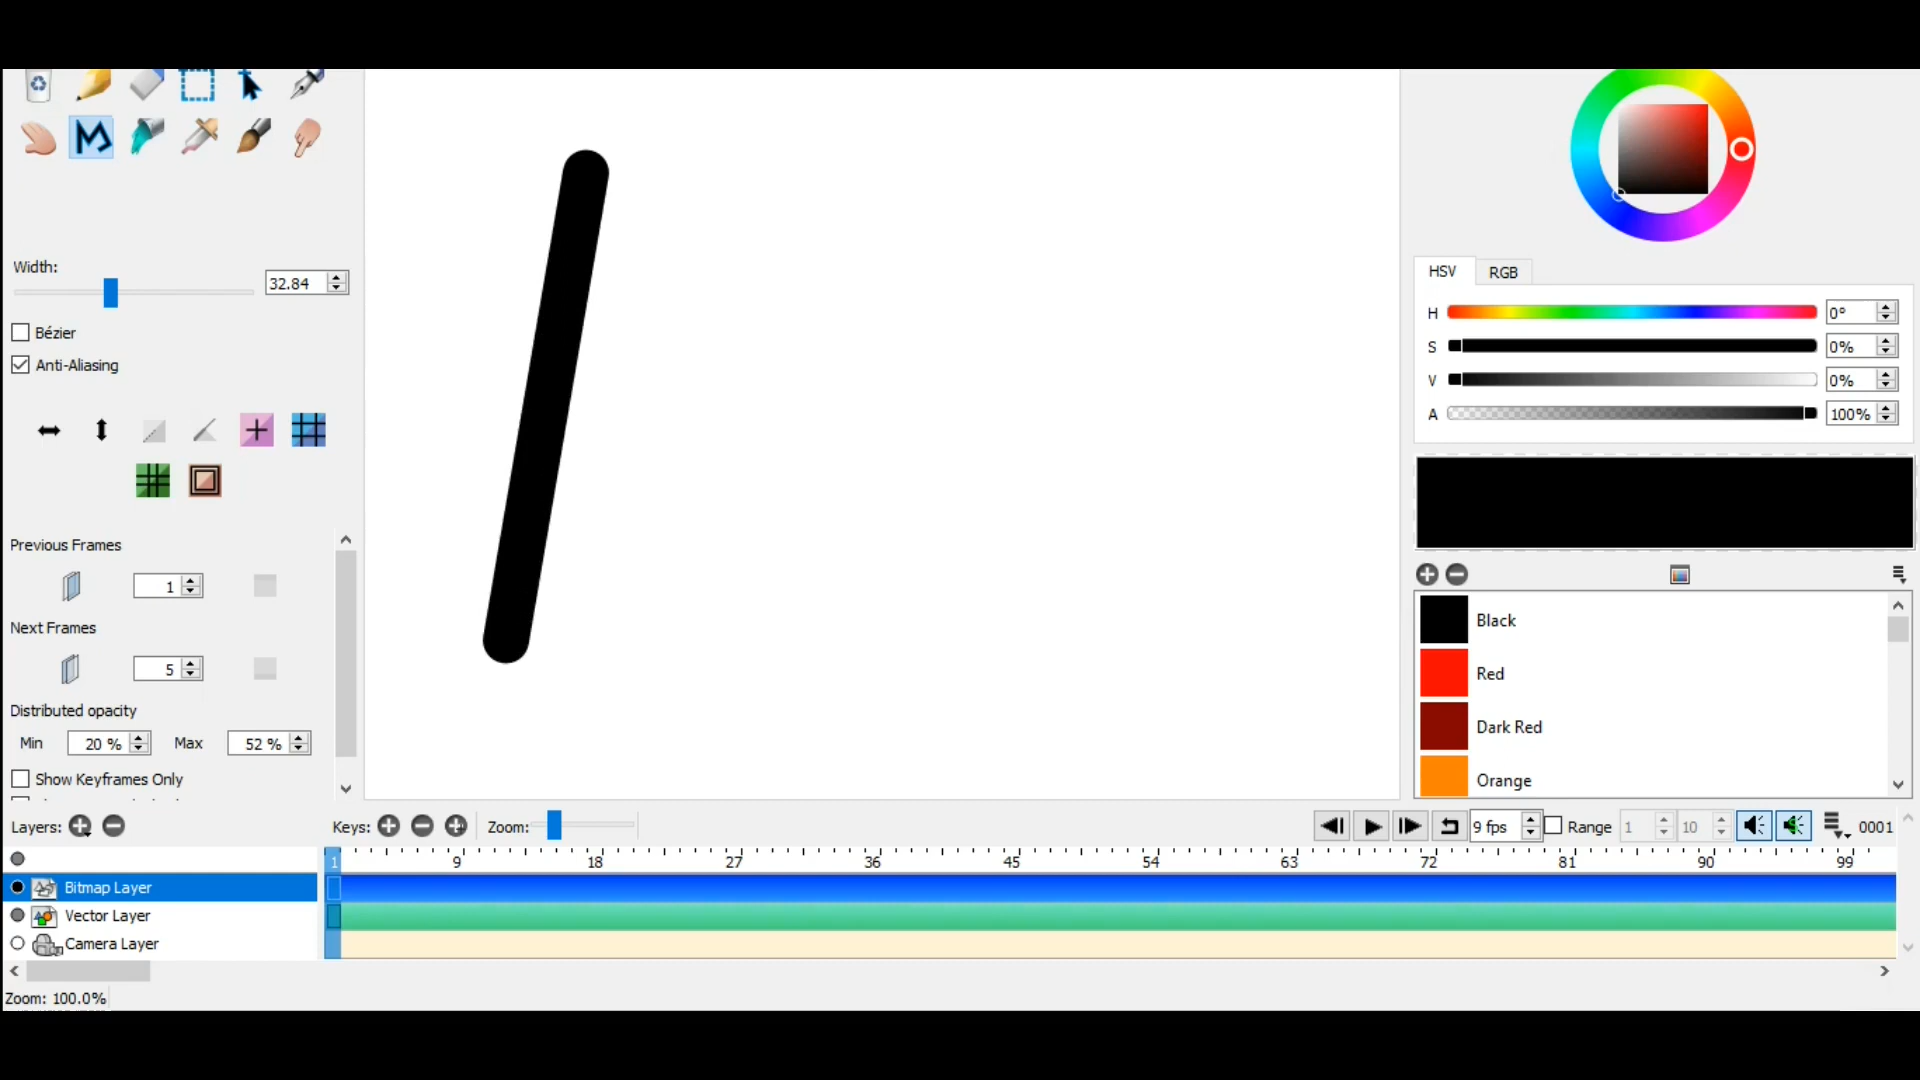 Width:
32.84
Bézier
Anti-Aliasing
Previous Frames
1
Next Frames
5
Distributed opacity
Min 20 % Max 52 %
Show Keyframes Only
HSV RGB
H 0°
S 0%
V 0%
A 100%
Black
Red
Dark Red
Orange
Layers: Keys: Zoom: 9 fps Range 1 10 0001
1 9 18 27 36 45 54 63 72 81 90 99
Bitmap Layer
Vector Layer
Camera Layer
Zoom: 100.0%